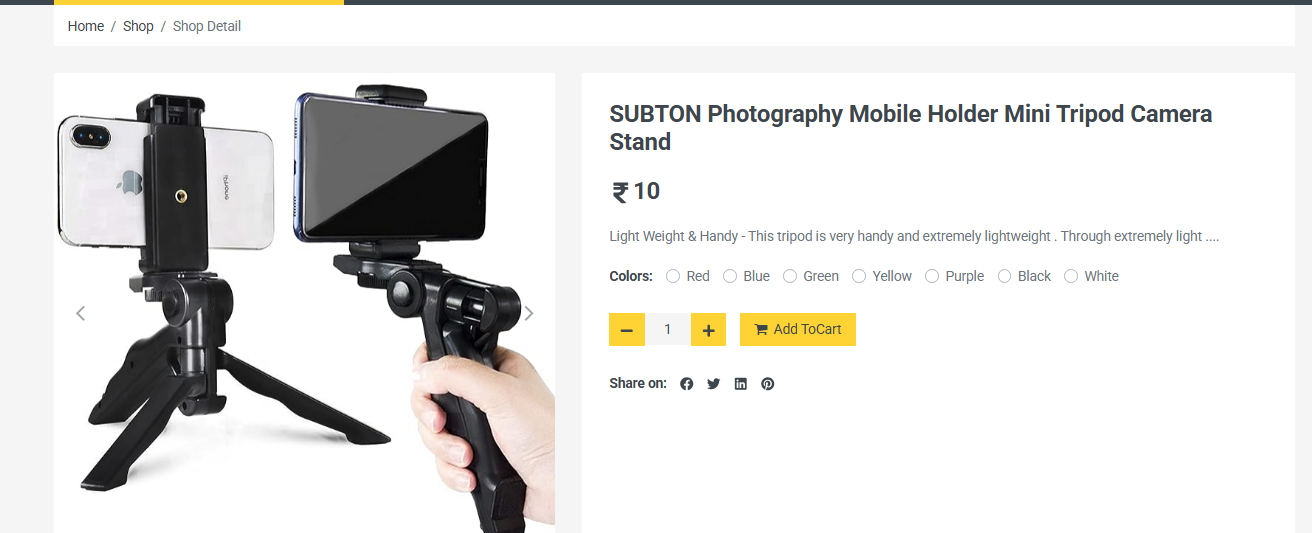 Home / Shop / Shop Detail
SUBTON Photography Mobile Holder Mini Tripod Camera
Stand
₹ 10
Light Weight & Handy - This tripod is very handy and extremely lightweight . Through extremely light ....
Colors: Red Blue Green Yellow Purple Black White
− 1 + Add ToCart
Share on:
iPhone